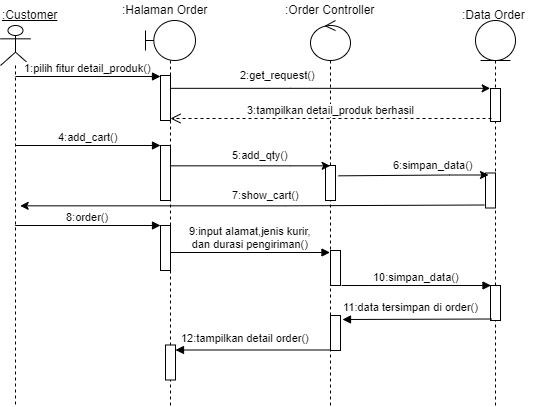 :Customer
:Halaman Order
:Order Controller
:Data Order
1:pilih fitur detail_produk()
2:get_request()
3:tampilkan detail_produk berhasil
4:add_cart()
5:add_qty()
6:simpan_data()
7:show_cart()
8:order()
9:input alamat,jenis kurir,
dan durasi pengiriman()
10:simpan_data()
11:data tersimpan di order()
12:tampilkan detail order()